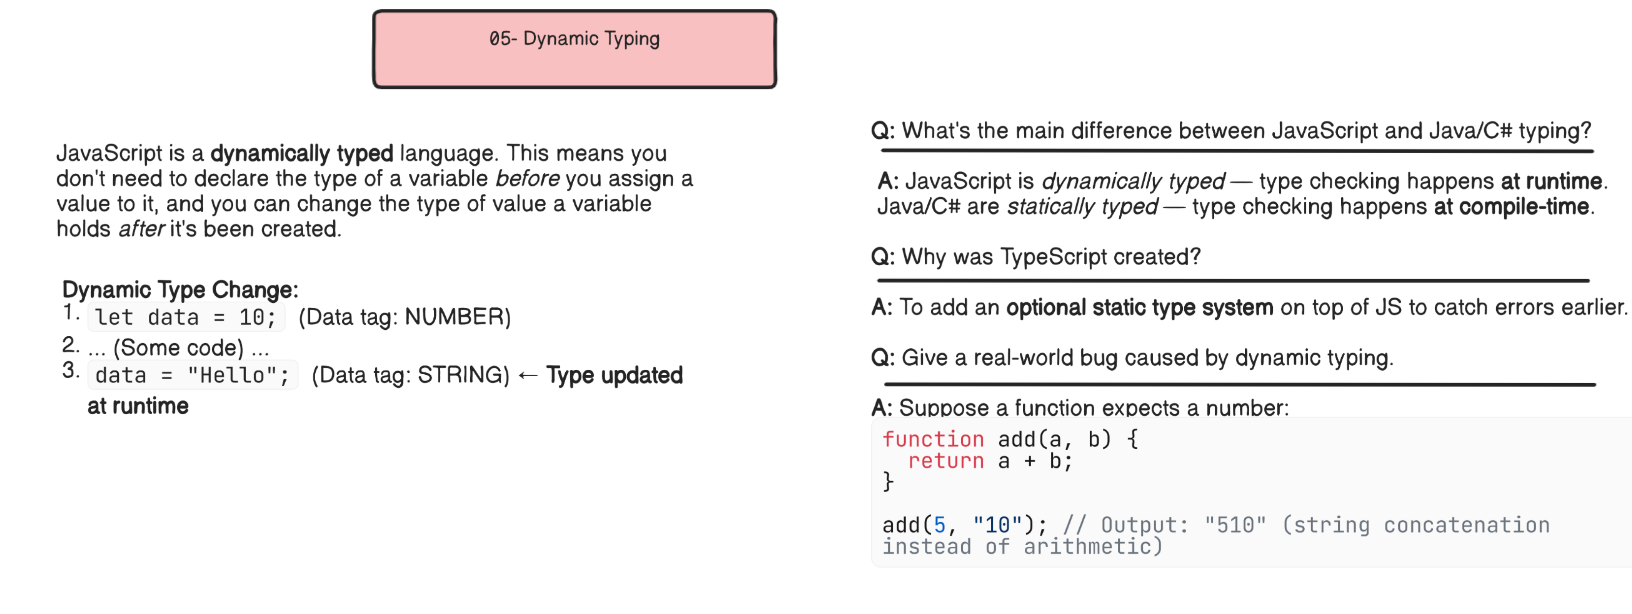 05- Dynamic Typing
JavaScript is a dynamically typed language. This means you
don't need to declare the type of a variable before you assign a
value to it, and you can change the type of value a variable
holds after it's been created.
Dynamic Type Change:
1. let data = 10; (Data tag: NUMBER)
2. ... (Some code) ...
3. data = "Hello"; (Data tag: STRING) ← Type updated
at runtime
Q: What's the main difference between JavaScript and Java/C# typing?
A: JavaScript is dynamically typed — type checking happens at runtime.
Java/C# are statically typed — type checking happens at compile-time.
Q: Why was TypeScript created?
A: To add an optional static type system on top of JS to catch errors earlier.
Q: Give a real-world bug caused by dynamic typing.
A: Suppose a function expects a number:
function add(a, b) {
  return a + b;
}
add(5, "10"); // Output: "510" (string concatenation
instead of arithmetic)